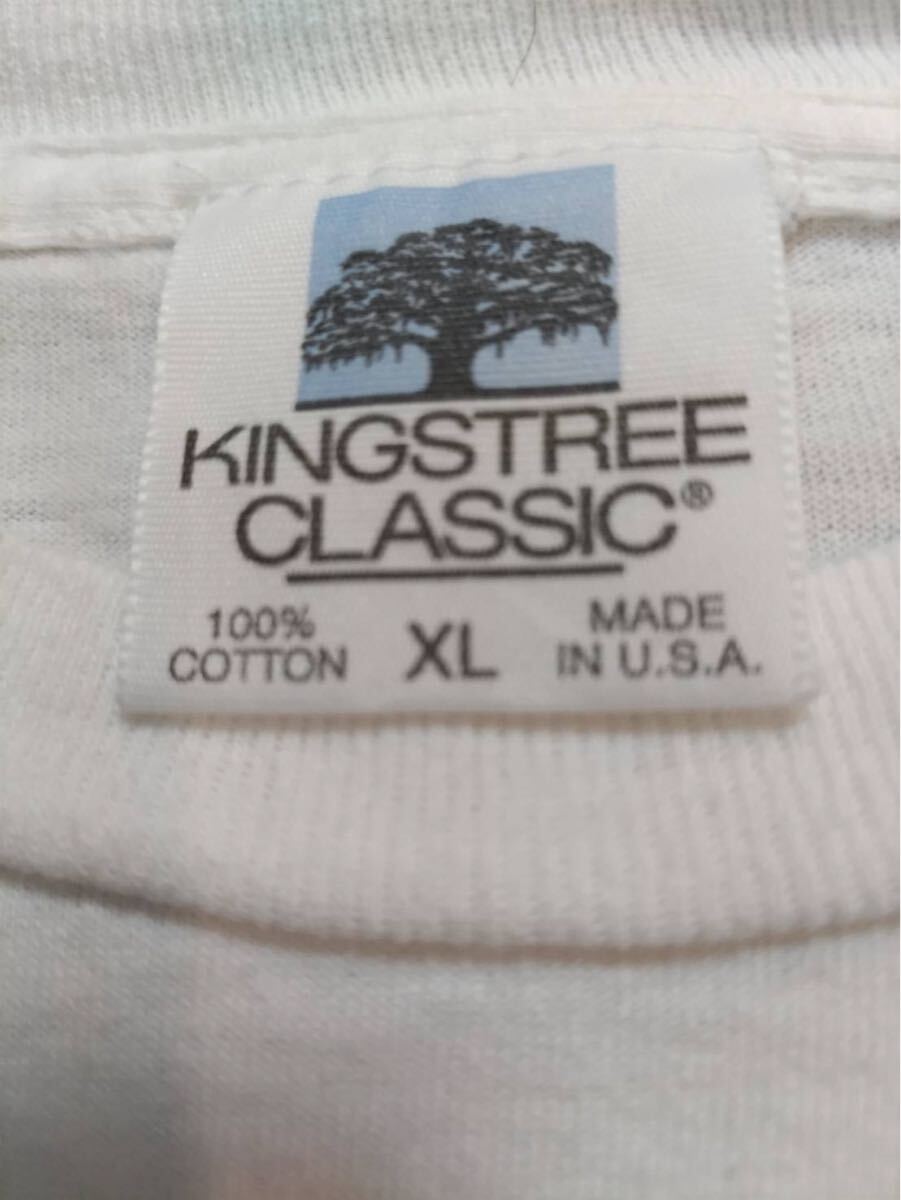 KINGSTREE
CLASSIC®
100%
COTTON
XL
MADE
IN U.S.A.